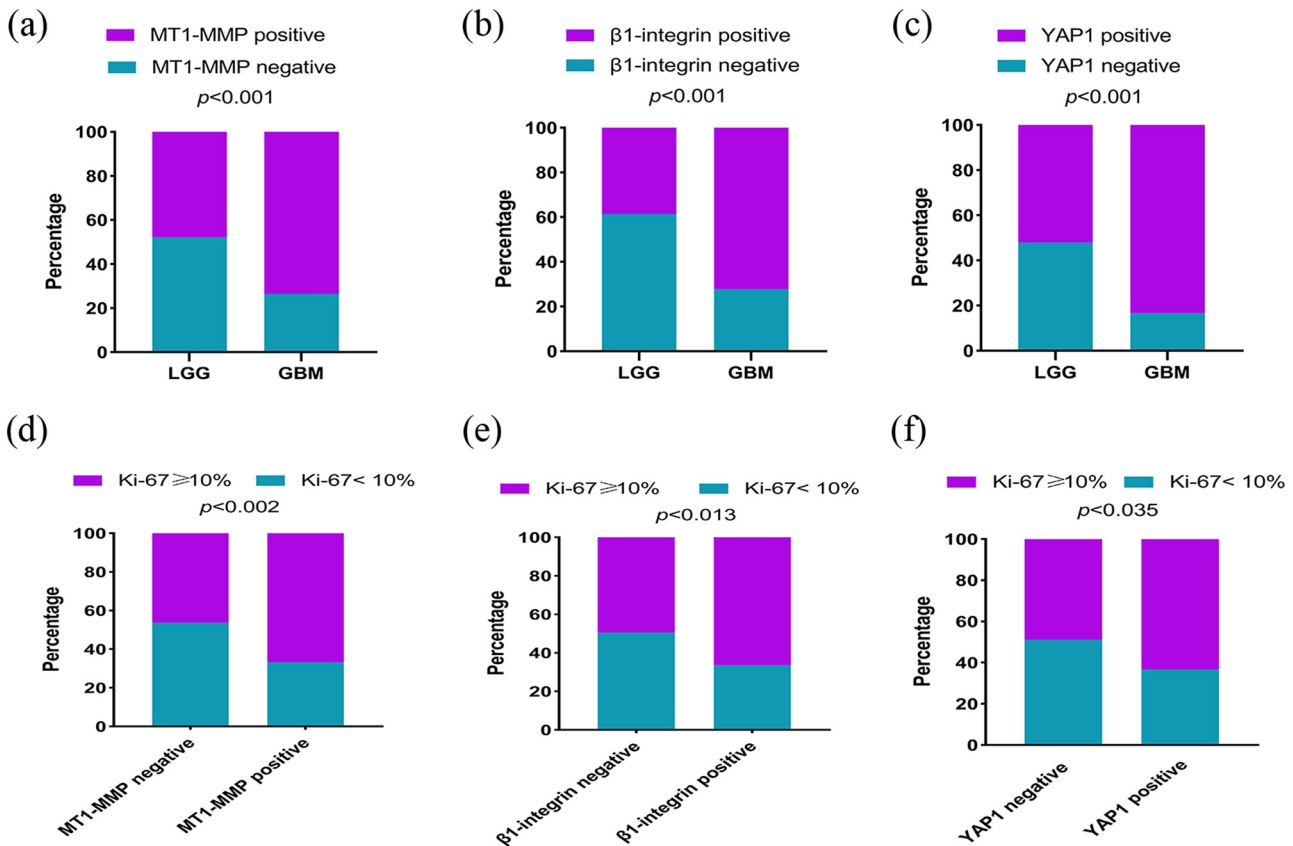 (a)
MT1-MMP positive
MT1-MMP negative
p<0.001
100
80
60
40
20
0
Percentage
LGG
GBM
(b)
β1-integrin positive
β1-integrin negative
p<0.001
100
80
60
40
20
0
Percentage
LGG
GBM
(c)
YAP1 positive
YAP1 negative
p<0.001
100
80
60
40
20
0
Percentage
LGG
GBM
(d)
Ki-67⩾10%
Ki-67< 10%
p<0.002
100
80
60
40
20
0
Percentage
MT1-MMP negative
MT1-MMP positive
(e)
Ki-67⩾10%
Ki-67< 10%
p<0.013
100
80
60
40
20
0
Percentage
β1-integrin negative
β1-integrin positive
(f)
Ki-67⩾10%
Ki-67< 10%
p<0.035
100
80
60
40
20
0
Percentage
YAP1 negative
YAP1 positive